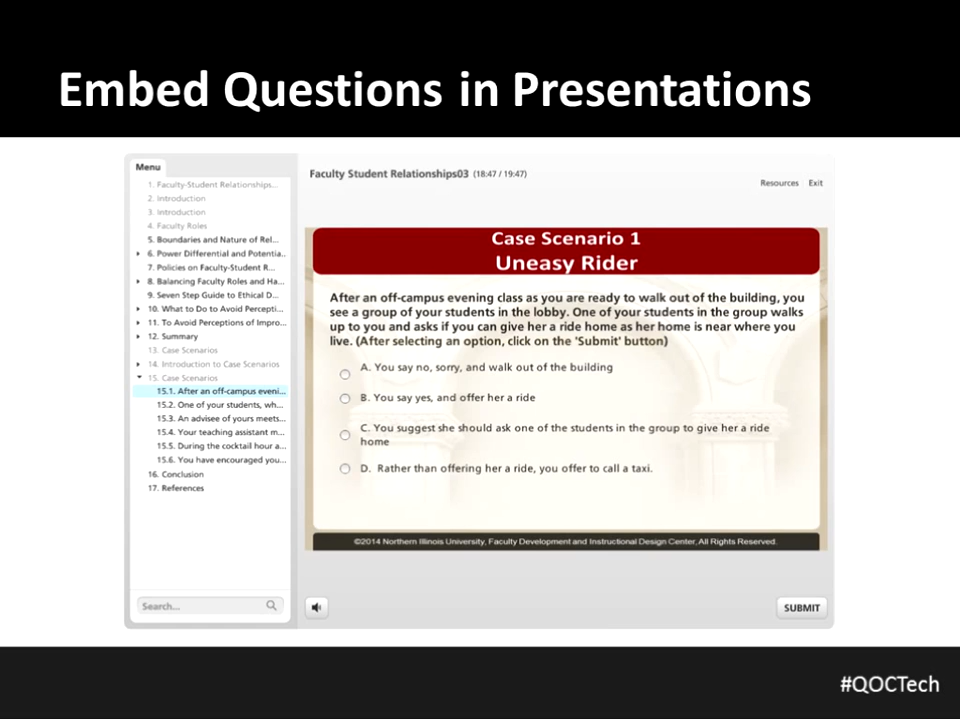 Embed Questions in Presentations
Menu
1. Faculty-Student Relationships...
2. Introduction
3. Introduction
4. Faculty Roles
5. Boundaries and Nature of Rel...
6. Power Differential and Potentia...
7. Policies on Faculty-Student R...
8. Balancing Faculty Roles and Ha...
9. Seven Step Guide to Ethical D...
10. What to Do to Avoid Percepti...
11. To Avoid Perceptions of Impro...
12. Summary
13. Case Scenarios
14. Introduction to Case Scenarios
15. Case Scenarios
15.1. After an off-campus eveni...
15.2. One of your students, wh...
15.3. An advisee of yours meets...
15.4. Your teaching assistant m...
15.5. During the cocktail hour a...
15.6. You have encouraged you...
16. Conclusion
17. References
Search...
Faculty Student Relationships03 (18:47 / 19:47)
Resources Exit
Case Scenario 1
Uneasy Rider
After an off-campus evening class as you are ready to walk out of the building, you
see a group of your students in the lobby. One of your students in the group walks
up to you and asks if you can give her a ride home as her home is near where you
live. (After selecting an option, click on the 'Submit' button)
A. You say no, sorry, and walk out of the building
B. You say yes, and offer her a ride
C. You suggest she should ask one of the students in the group to give her a ride
home
D. Rather than offering her a ride, you offer to call a taxi.
©2014 Northern Illinois University, Faculty Development and Instructional Design Center, All Rights Reserved.
SUBMIT
#QOCTech